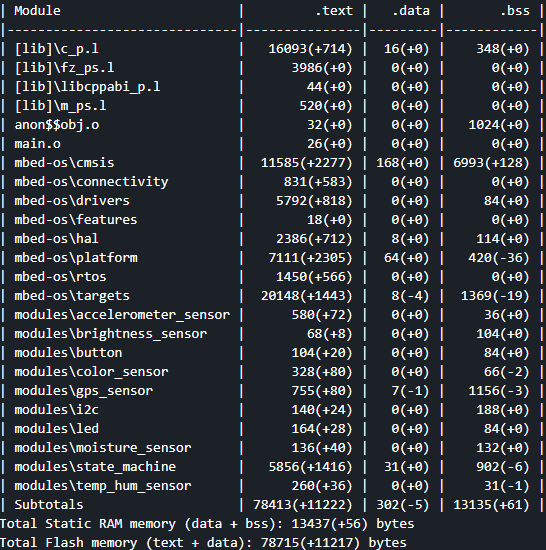 | Module | .text | .data | .bss |
|-----------------------------|--------------|---------|------------|
| [lib]\c_p.l | 16093(+714) | 16(+0) | 348(+0) |
| [lib]\fz_ps.l | 3986(+0) | 0(+0) | 0(+0) |
| [lib]\libcppabi_p.l | 44(+0) | 0(+0) | 0(+0) |
| [lib]\m_ps.l | 520(+0) | 0(+0) | 0(+0) |
| anon$$obj.o | 32(+0) | 0(+0) | 1024(+0) |
| main.o | 26(+0) | 0(+0) | 0(+0) |
| mbed-os\cmsis | 11585(+2277) | 168(+0) | 6993(+128) |
| mbed-os\connectivity | 831(+583) | 0(+0) | 0(+0) |
| mbed-os\drivers | 5792(+818) | 0(+0) | 84(+0) |
| mbed-os\features | 18(+0) | 0(+0) | 0(+0) |
| mbed-os\hal | 2386(+712) | 8(+0) | 114(+0) |
| mbed-os\platform | 7111(+2305) | 64(+0) | 420(-36) |
| mbed-os\rtos | 1450(+566) | 0(+0) | 0(+0) |
| mbed-os\targets | 20148(+1443) | 8(-4) | 1369(-19) |
| modules\accelerometer_sensor | 580(+72) | 0(+0) | 36(+0) |
| modules\brightness_sensor | 68(+8) | 0(+0) | 104(+0) |
| modules\button | 104(+20) | 0(+0) | 84(+0) |
| modules\color_sensor | 328(+80) | 0(+0) | 66(-2) |
| modules\gps_sensor | 755(+80) | 7(-1) | 1156(-3) |
| modules\i2c | 140(+24) | 0(+0) | 188(+0) |
| modules\led | 164(+28) | 0(+0) | 84(+0) |
| modules\moisture_sensor | 136(+40) | 0(+0) | 132(+0) |
| modules\state_machine | 5856(+1416) | 31(+0) | 902(-6) |
| modules\temp_hum_sensor | 260(+36) | 0(+0) | 31(-1) |
| Subtotals | 78413(+11222) | 302(-5) | 13135(+61) |
Total Static RAM memory (data + bss): 13437(+56) bytes
Total Flash memory (text + data): 78715(+11217) bytes